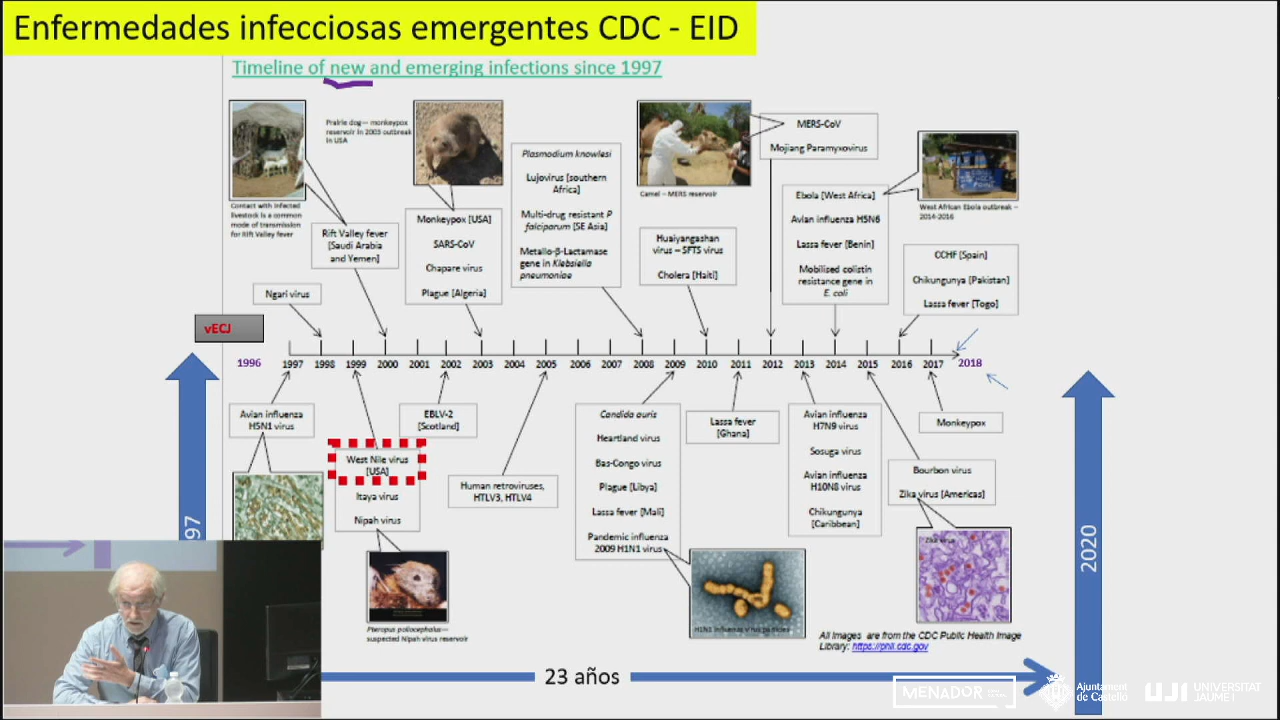 Enfermedades infecciosas emergentes CDC - EID
Timeline of new and emerging infections since 1997
Contact with infected
livestock is a common
mode of transmission
for Rift Valley fever
Prairie dog— monkeypox
reservoir in 2003 outbreak
in USA
Rift Valley fever
[Saudi Arabia
and Yemen]
Ngari virus
Monkeypox [USA]
SARS-CoV
Chapare virus
Plague [Algeria]
Plasmodium knowlesi
Lujovirus [southern
Africa]
Multi-drug resistant P
falciparum [SE Asia]
Metallo-β-Lactamase
gene in Klebsiella
pneumoniae
Camel – MERS reservoir
Huaiyangashan
virus – SFTS virus
Cholera [Haiti]
MERS-CoV
Mojiang Paramyxovirus
Ebola [West Africa]
Avian influenza H5N6
Lassa fever [Benin]
Mobilised colistin
resistance gene in
E. coli
West African Ebola outbreak –
2014-2016
CCHF [Spain]
Chikungunya [Pakistan]
Lassa fever [Togo]
vECJ
1996 1997 1998 1999 2000 2001 2002 2003 2004 2005 2006 2007 2008 2009 2010 2011 2012 2013 2014 2015 2016 2017 2018
Avian influenza
H5N1 virus
West Nile virus
[USA]
Itaya virus
Nipah virus
EBLV-2
[Scotland]
Human retroviruses,
HTLV3, HTLV4
Candida auris
Heartland virus
Bas-Congo virus
Plague [Libya]
Lassa fever [Mali]
Pandemic influenza
2009 H1N1 virus
Lassa fever
[Ghana]
Avian influenza
H7N9 virus
Sosuga virus
Avian influenza
H10N8 virus
Chikungunya
[Caribbean]
Bourbon virus
Zika virus [Americas]
Monkeypox
97
2020
Pteropus poliocephalus—
suspected Nipah virus reservoir
H1N1 influenza virus particles
Zika virus
All Images are from the CDC Public Health Image
Library: https://phil.cdc.gov
23 años
MENADOR
Ajuntament
de Castelló
UJI UNIVERSITAT
JAUME I